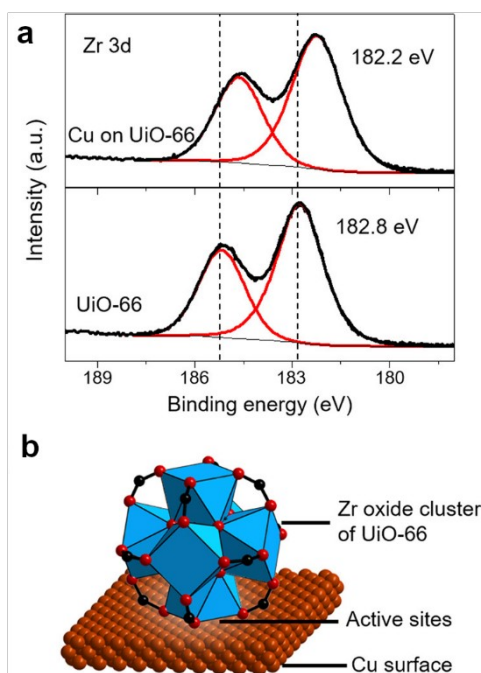 a
Zr 3d
182.2 eV
Cu on UiO-66
182.8 eV
UiO-66
Intensity (a.u.)
189 186 183 180
Binding energy (eV)
b
Zr oxide cluster
of UiO-66
Active sites
Cu surface